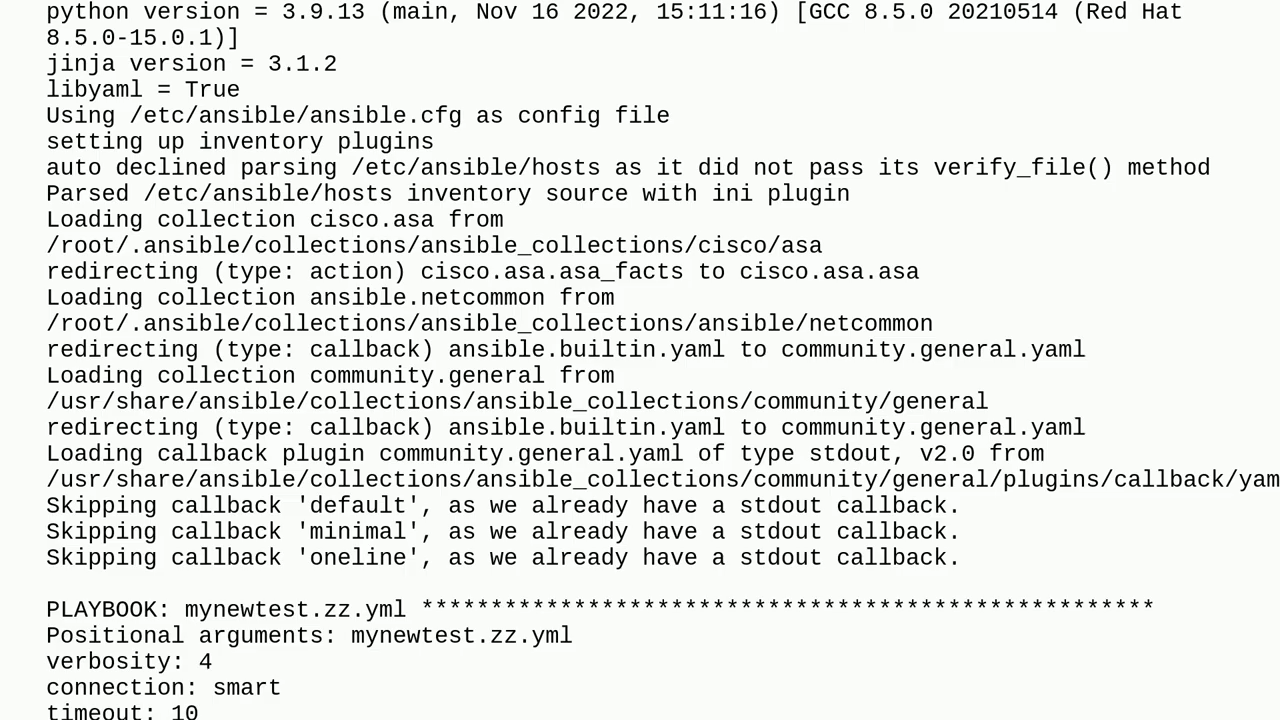 python version = 3.9.13 (main, Nov 16 2022, 15:11:16) [GCC 8.5.0 20210514 (Red Hat
8.5.0-15.0.1)]
jinja version = 3.1.2
libyaml = True
Using /etc/ansible/ansible.cfg as config file
setting up inventory plugins
auto declined parsing /etc/ansible/hosts as it did not pass its verify_file() method
Parsed /etc/ansible/hosts inventory source with ini plugin
Loading collection cisco.asa from
/root/.ansible/collections/ansible_collections/cisco/asa
redirecting (type: action) cisco.asa.asa_facts to cisco.asa.asa
Loading collection ansible.netcommon from
/root/.ansible/collections/ansible_collections/ansible/netcommon
redirecting (type: callback) ansible.builtin.yaml to community.general.yaml
Loading collection community.general from
/usr/share/ansible/collections/ansible_collections/community/general
redirecting (type: callback) ansible.builtin.yaml to community.general.yaml
Loading callback plugin community.general.yaml of type stdout, v2.0 from
/usr/share/ansible/collections/ansible_collections/community/general/plugins/callback/yam
Skipping callback 'default', as we already have a stdout callback.
Skipping callback 'minimal', as we already have a stdout callback.
Skipping callback 'oneline', as we already have a stdout callback.
PLAYBOOK: mynewtest.zz.yml *****************************************************
Positional arguments: mynewtest.zz.yml
verbosity: 4
connection: smart
timeout: 10